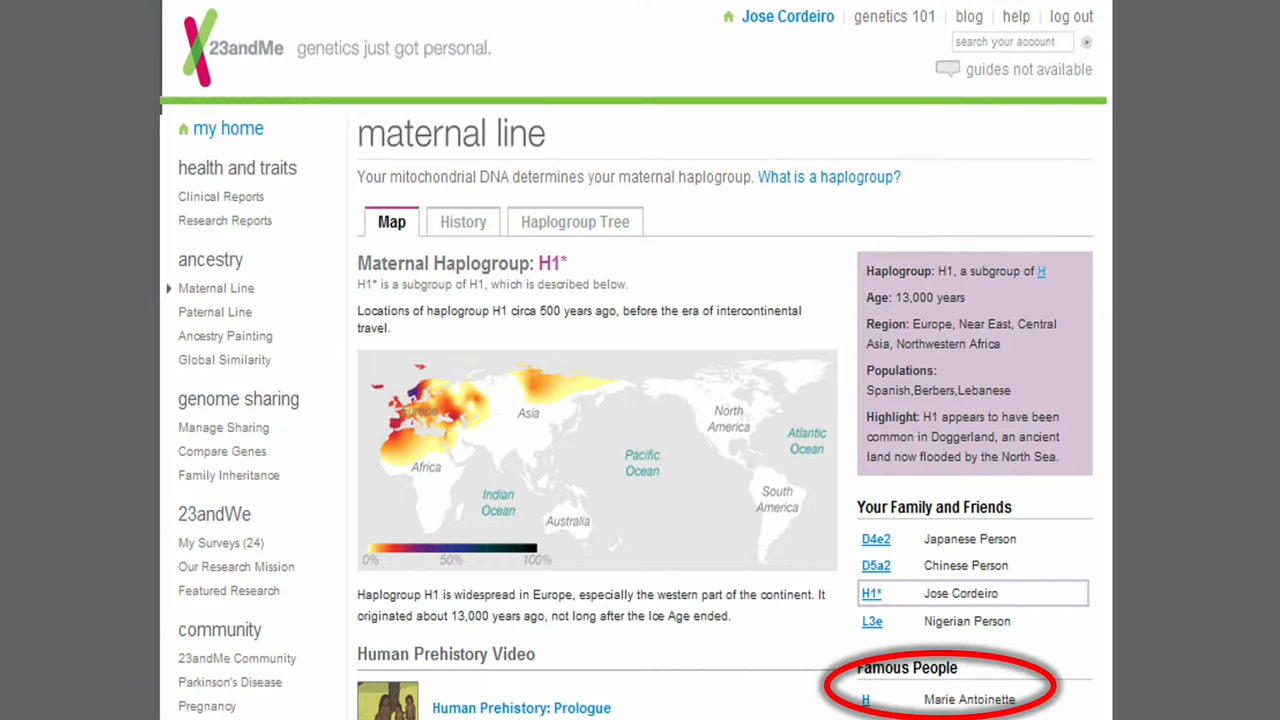 Jose Cordeiro genetics 101 blog help log out
23andMe genetics just got personal.
search your account
guides not available
my home
health and traits
Clinical Reports
Research Reports
ancestry
Maternal Line
Paternal Line
Ancestry Painting
Global Similarity
genome sharing
Manage Sharing
Compare Genes
Family Inheritance
23andWe
My Surveys (24)
Our Research Mission
Featured Research
community
23andMe Community
Parkinson's Disease
Pregnancy
maternal line
Your mitochondrial DNA determines your maternal haplogroup. What is a haplogroup?
Map History Haplogroup Tree
Maternal Haplogroup: H1*
H1* is a subgroup of H1, which is described below.
Locations of haplogroup H1 circa 500 years ago, before the era of intercontinental
travel.
Europe
Asia
Africa
Indian
Ocean
Australia
Pacific
Ocean
North
America
Atlantic
Ocean
South
America
0% 50% 100%
Haplogroup H1 is widespread in Europe, especially the western part of the continent. It
originated about 13,000 years ago, not long after the Ice Age ended.
Human Prehistory Video
Human Prehistory: Prologue
Haplogroup: H1, a subgroup of H
Age: 13,000 years
Region: Europe, Near East, Central
Asia, Northwestern Africa
Populations:
Spanish,Berbers,Lebanese
Highlight: H1 appears to have been
common in Doggerland, an ancient
land now flooded by the North Sea.
Your Family and Friends
D4e2 Japanese Person
D5a2 Chinese Person
H1* Jose Cordeiro
L3e Nigerian Person
Famous People
H Marie Antoinette